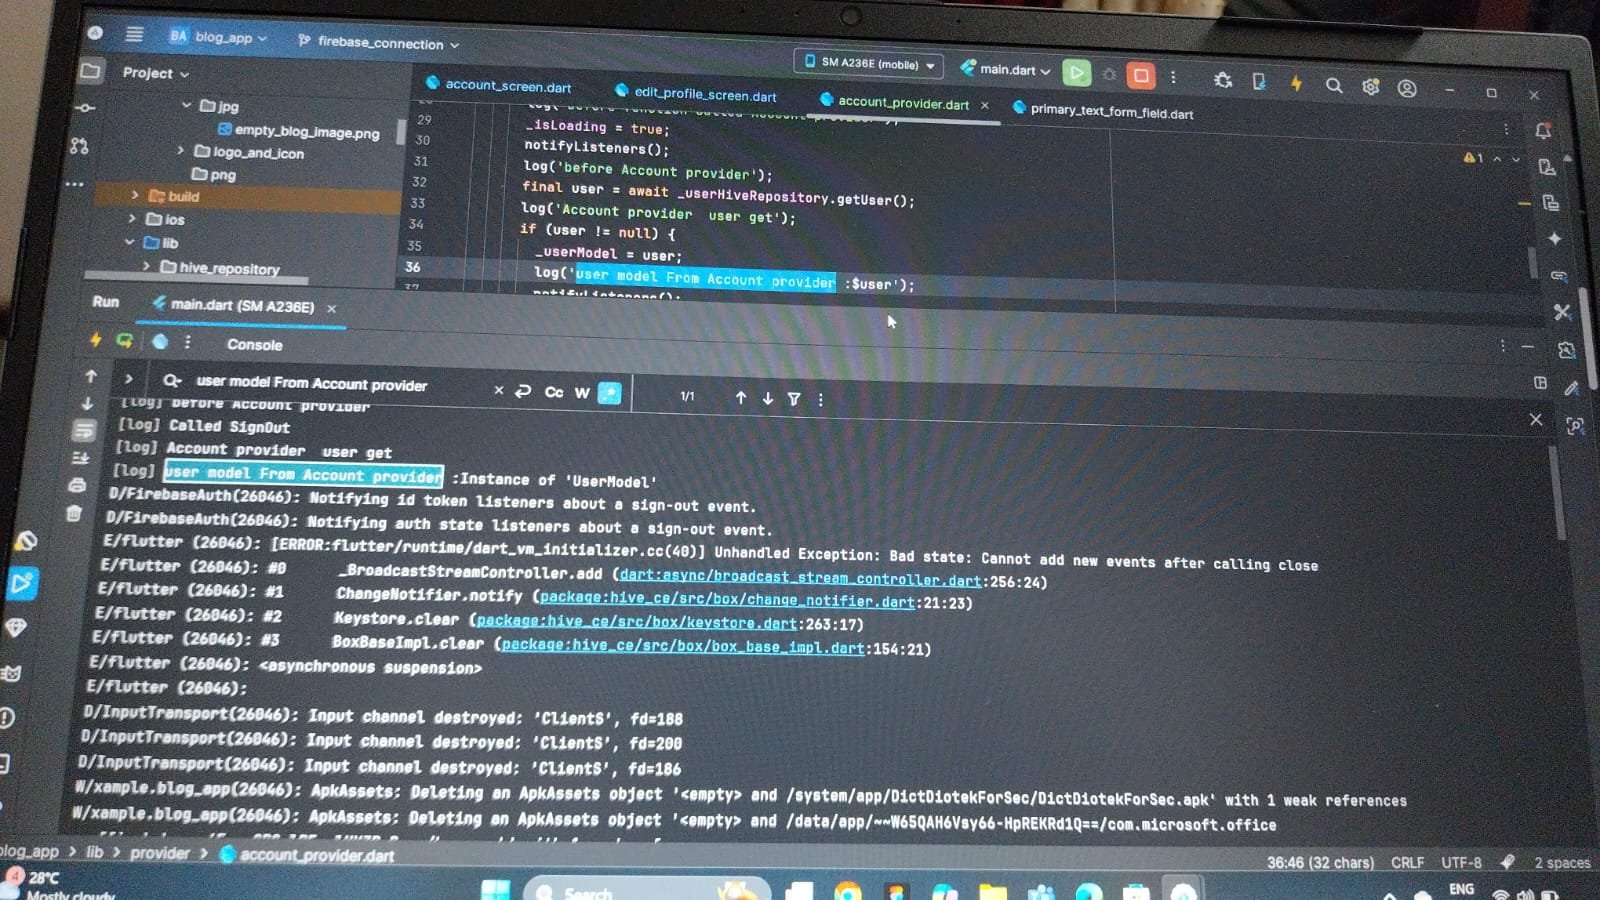 BA blog_app
firebase_connection
SM A236E (mobile)
main.dart
Project
account_screen.dart
edit_profile_screen.dart
account_provider.dart
primary_text_form_field.dart
jpg
empty_blog_image.png
logo_and_icon
png
build
ios
lib
hive_repository
29 _isLoading = true;
30 notifyListeners();
31 log('before Account provider');
32 final user = await _userHiveRepository.getUser();
33 log('Account provider  user get');
34 if (user != null) {
35 _userModel = user;
36 log('user model From Account provider :$user');
37 notifyListeners();
1
Run
main.dart (SM A236E)
Console
user model From Account provider
Cc W .*
1/1
[log] before Account provider
[log] Called SignOut
[log] Account provider  user get
[log] user model From Account provider :Instance of 'UserModel'
D/FirebaseAuth(26046): Notifying id token listeners about a sign-out event.
D/FirebaseAuth(26046): Notifying auth state listeners about a sign-out event.
E/flutter (26046): [ERROR:flutter/runtime/dart_vm_initializer.cc(40)] Unhandled Exception: Bad state: Cannot add new events after calling close
E/flutter (26046): #0 _BroadcastStreamController.add (dart:async/broadcast_stream_controller.dart:256:24)
E/flutter (26046): #1 ChangeNotifier.notify (package:hive_ce/src/box/change_notifier.dart:21:23)
E/flutter (26046): #2 Keystore.clear (package:hive_ce/src/box/keystore.dart:263:17)
E/flutter (26046): #3 BoxBaseImpl.clear (package:hive_ce/src/box/box_base_impl.dart:154:21)
E/flutter (26046): <asynchronous suspension>
E/flutter (26046):
D/InputTransport(26046): Input channel destroyed: 'ClientS', fd=188
D/InputTransport(26046): Input channel destroyed: 'ClientS', fd=200
D/InputTransport(26046): Input channel destroyed: 'ClientS', fd=186
W/xample.blog_app(26046): ApkAssets: Deleting an ApkAssets object '<empty> and /system/app/DictDiotekForSec/DictDiotekForSec.apk' with 1 weak references
W/xample.blog_app(26046): ApkAssets: Deleting an ApkAssets object '<empty> and /data/app/~~W65QAH6Vsy66-HpREKRd1Q==/com.microsoft.office
blog_app > lib > provider > account_provider.dart
36:46 (32 chars) CRLF UTF-8 2 spaces
4
28°C
Mostly cloudy
Search
ENG